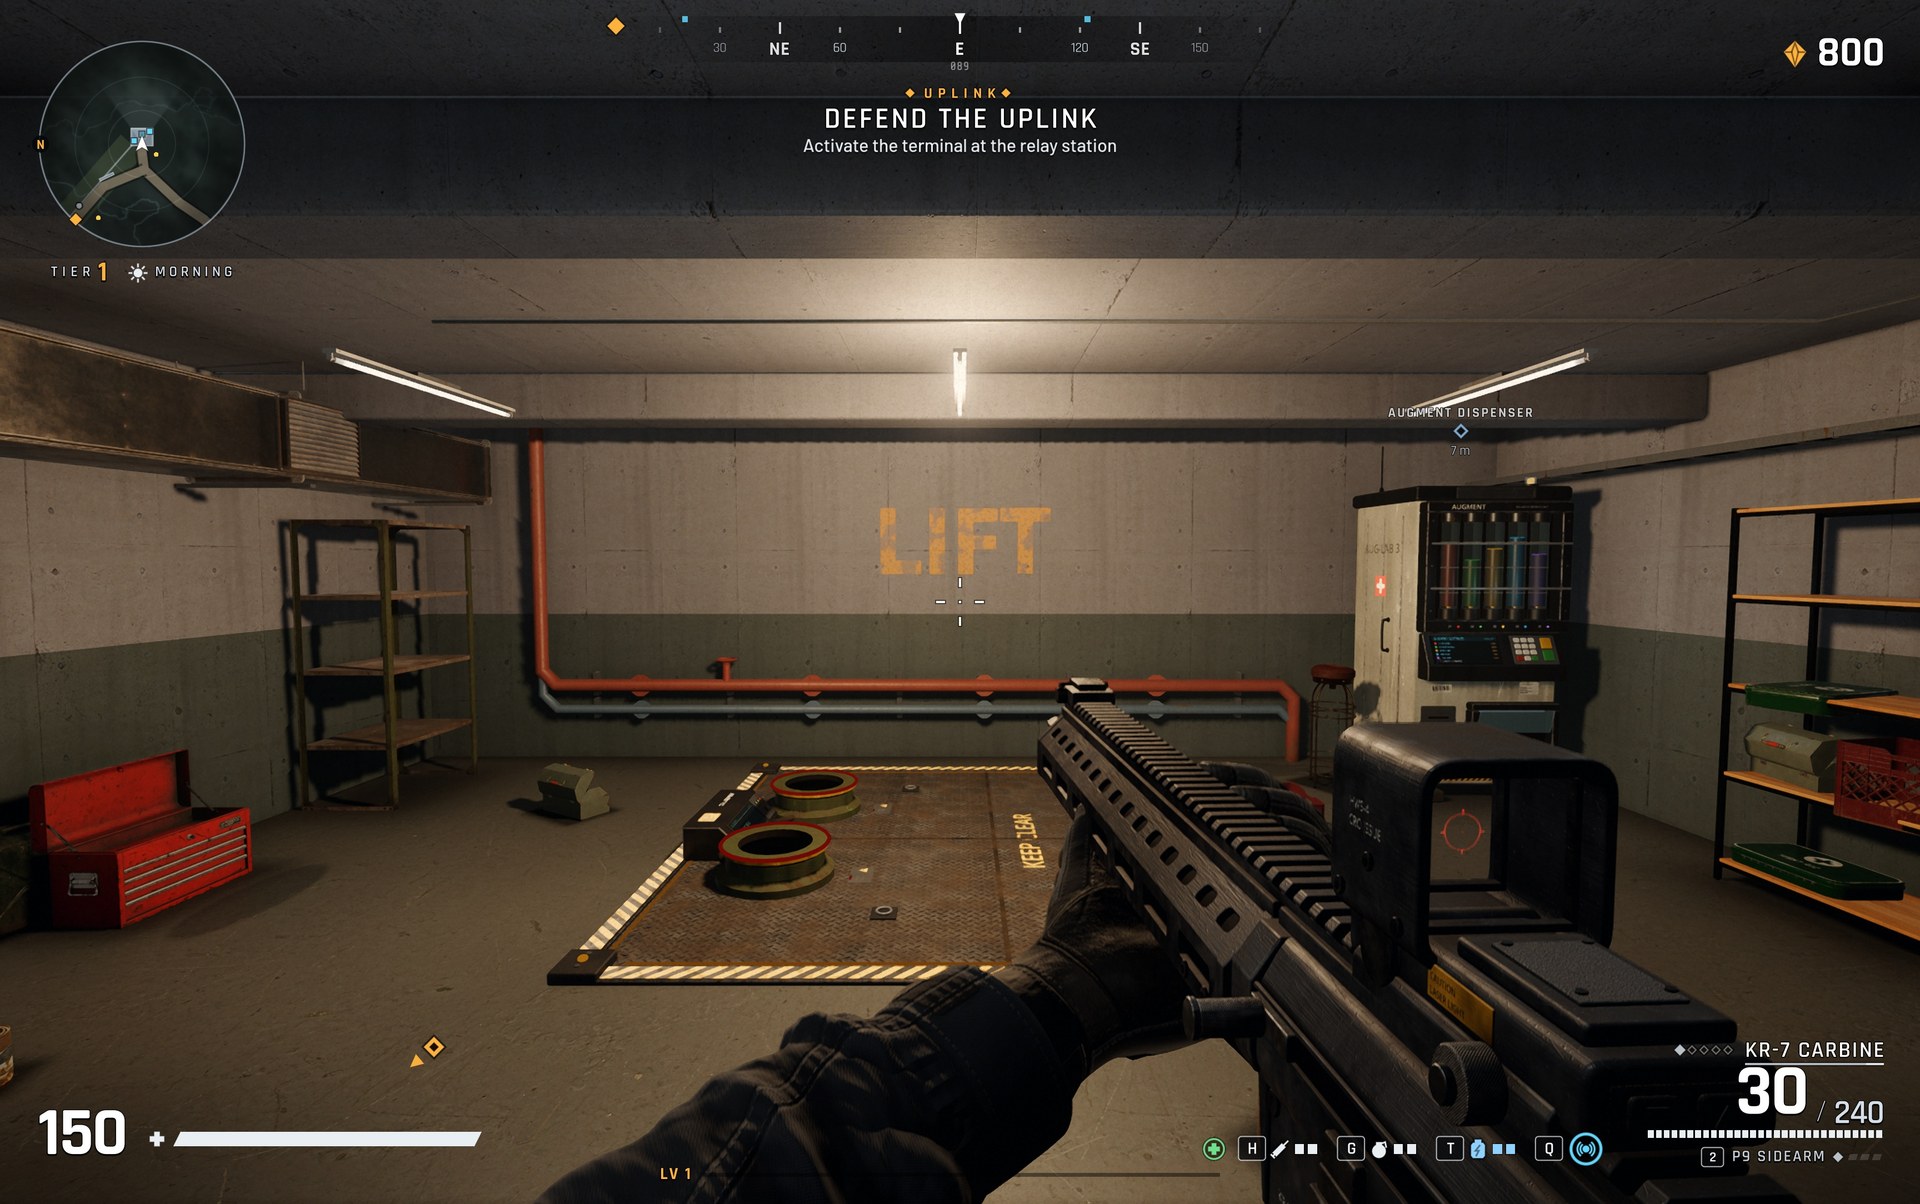 30 NE 60 E 120 SE 150
089
800
UPLINK
DEFEND THE UPLINK
Activate the terminal at the relay station
N
TIER 1 MORNING
AUGMENT DISPENSER
7 m
LIFT
AUGMENT
KEEP CLEAR
KR-7 CARBINE
30 / 240
150
H G T Q
2 P9 SIDEARM
LV 1